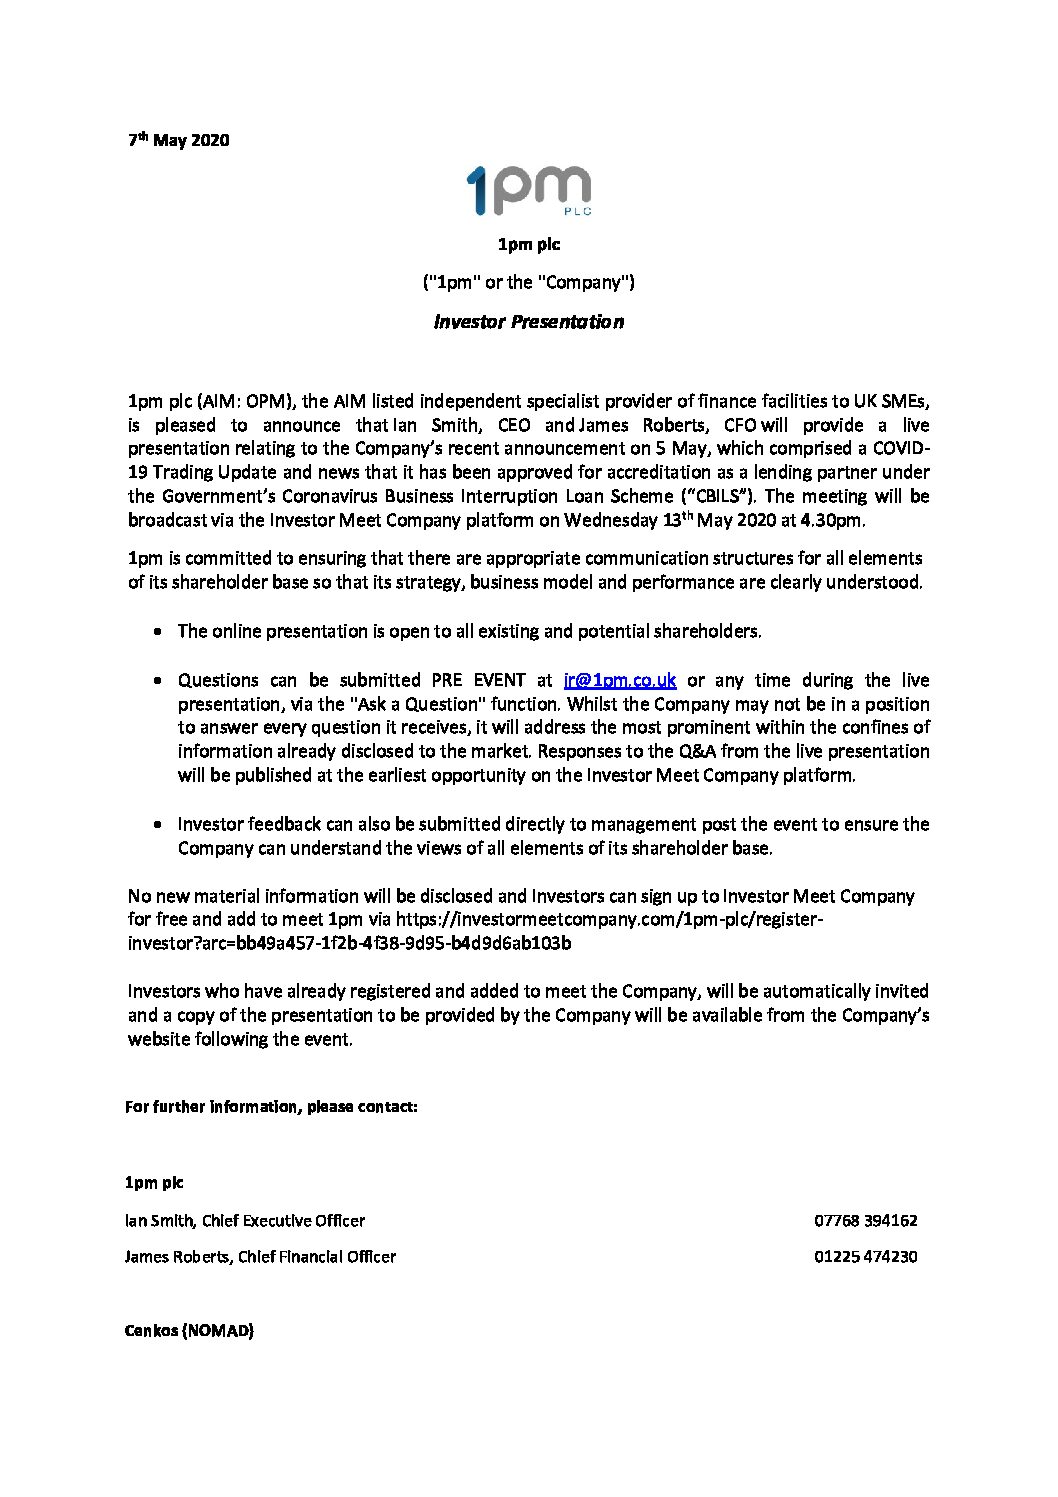 7th May 2020
1pm
PLC
1pm plc
("1pm" or the "Company")
Investor Presentation
1pm plc (AIM: OPM), the AIM listed independent specialist provider of finance facilities to UK SMEs,
is pleased to announce that Ian Smith, CEO and James Roberts, CFO will provide a live
presentation relating to the Company’s recent announcement on 5 May, which comprised a COVID-
19 Trading Update and news that it has been approved for accreditation as a lending partner under
the Government’s Coronavirus Business Interruption Loan Scheme (“CBILS”). The meeting will be
broadcast via the Investor Meet Company platform on Wednesday 13th May 2020 at 4.30pm.
1pm is committed to ensuring that there are appropriate communication structures for all elements
of its shareholder base so that its strategy, business model and performance are clearly understood.
• The online presentation is open to all existing and potential shareholders.
• Questions can be submitted PRE EVENT at ir@1pm.co.uk or any time during the live
presentation, via the "Ask a Question" function. Whilst the Company may not be in a position
to answer every question it receives, it will address the most prominent within the confines of
information already disclosed to the market. Responses to the Q&A from the live presentation
will be published at the earliest opportunity on the Investor Meet Company platform.
• Investor feedback can also be submitted directly to management post the event to ensure the
Company can understand the views of all elements of its shareholder base.
No new material information will be disclosed and Investors can sign up to Investor Meet Company
for free and add to meet 1pm via https://investormeetcompany.com/1pm-plc/register-
investor?arc=bb49a457-1f2b-4f38-9d95-b4d9d6ab103b
Investors who have already registered and added to meet the Company, will be automatically invited
and a copy of the presentation to be provided by the Company will be available from the Company’s
website following the event.
For further information, please contact:
1pm plc
Ian Smith, Chief Executive Officer 07768 394162
James Roberts, Chief Financial Officer 01225 474230
Cenkos (NOMAD)